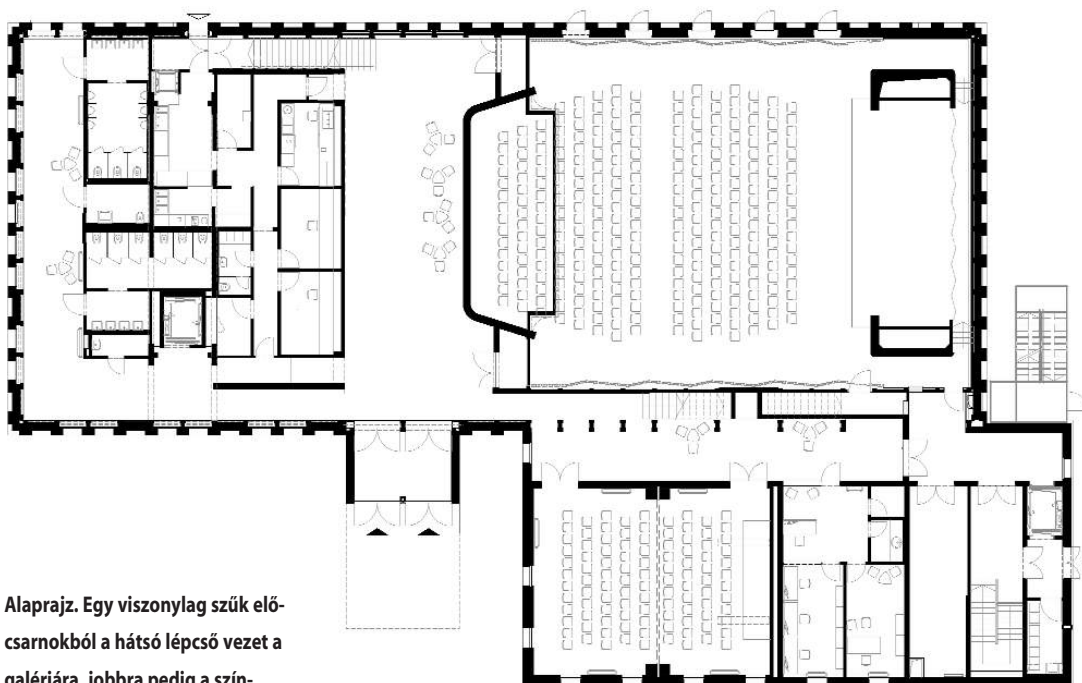 Alaprajz. Egy viszonylag szűk elő-
csarnokból a hátsó lépcső vezet a
galériára, jobbra pedig a szín-